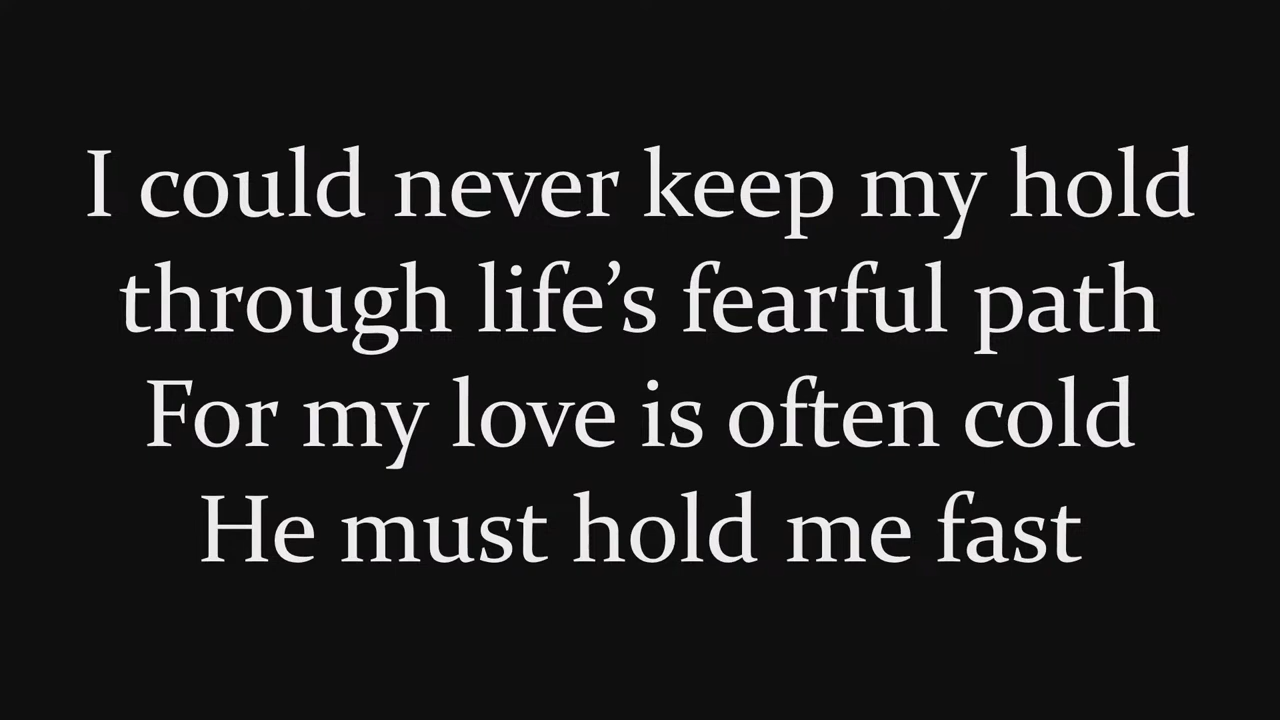 I could never keep my hold
through life’s fearful path
For my love is often cold
He must hold me fast